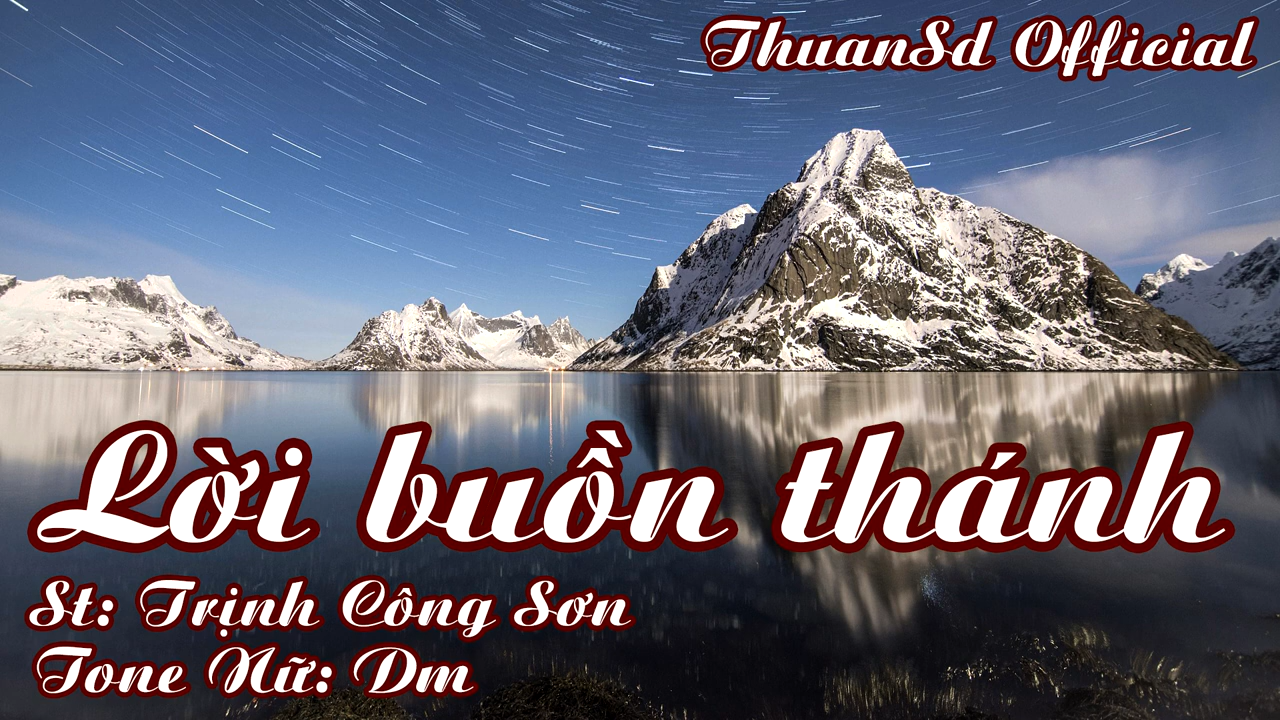 ThuanSd Official
Lời buồn thánh
St: Trịnh Công Sơn
Tone Nữ: Dm